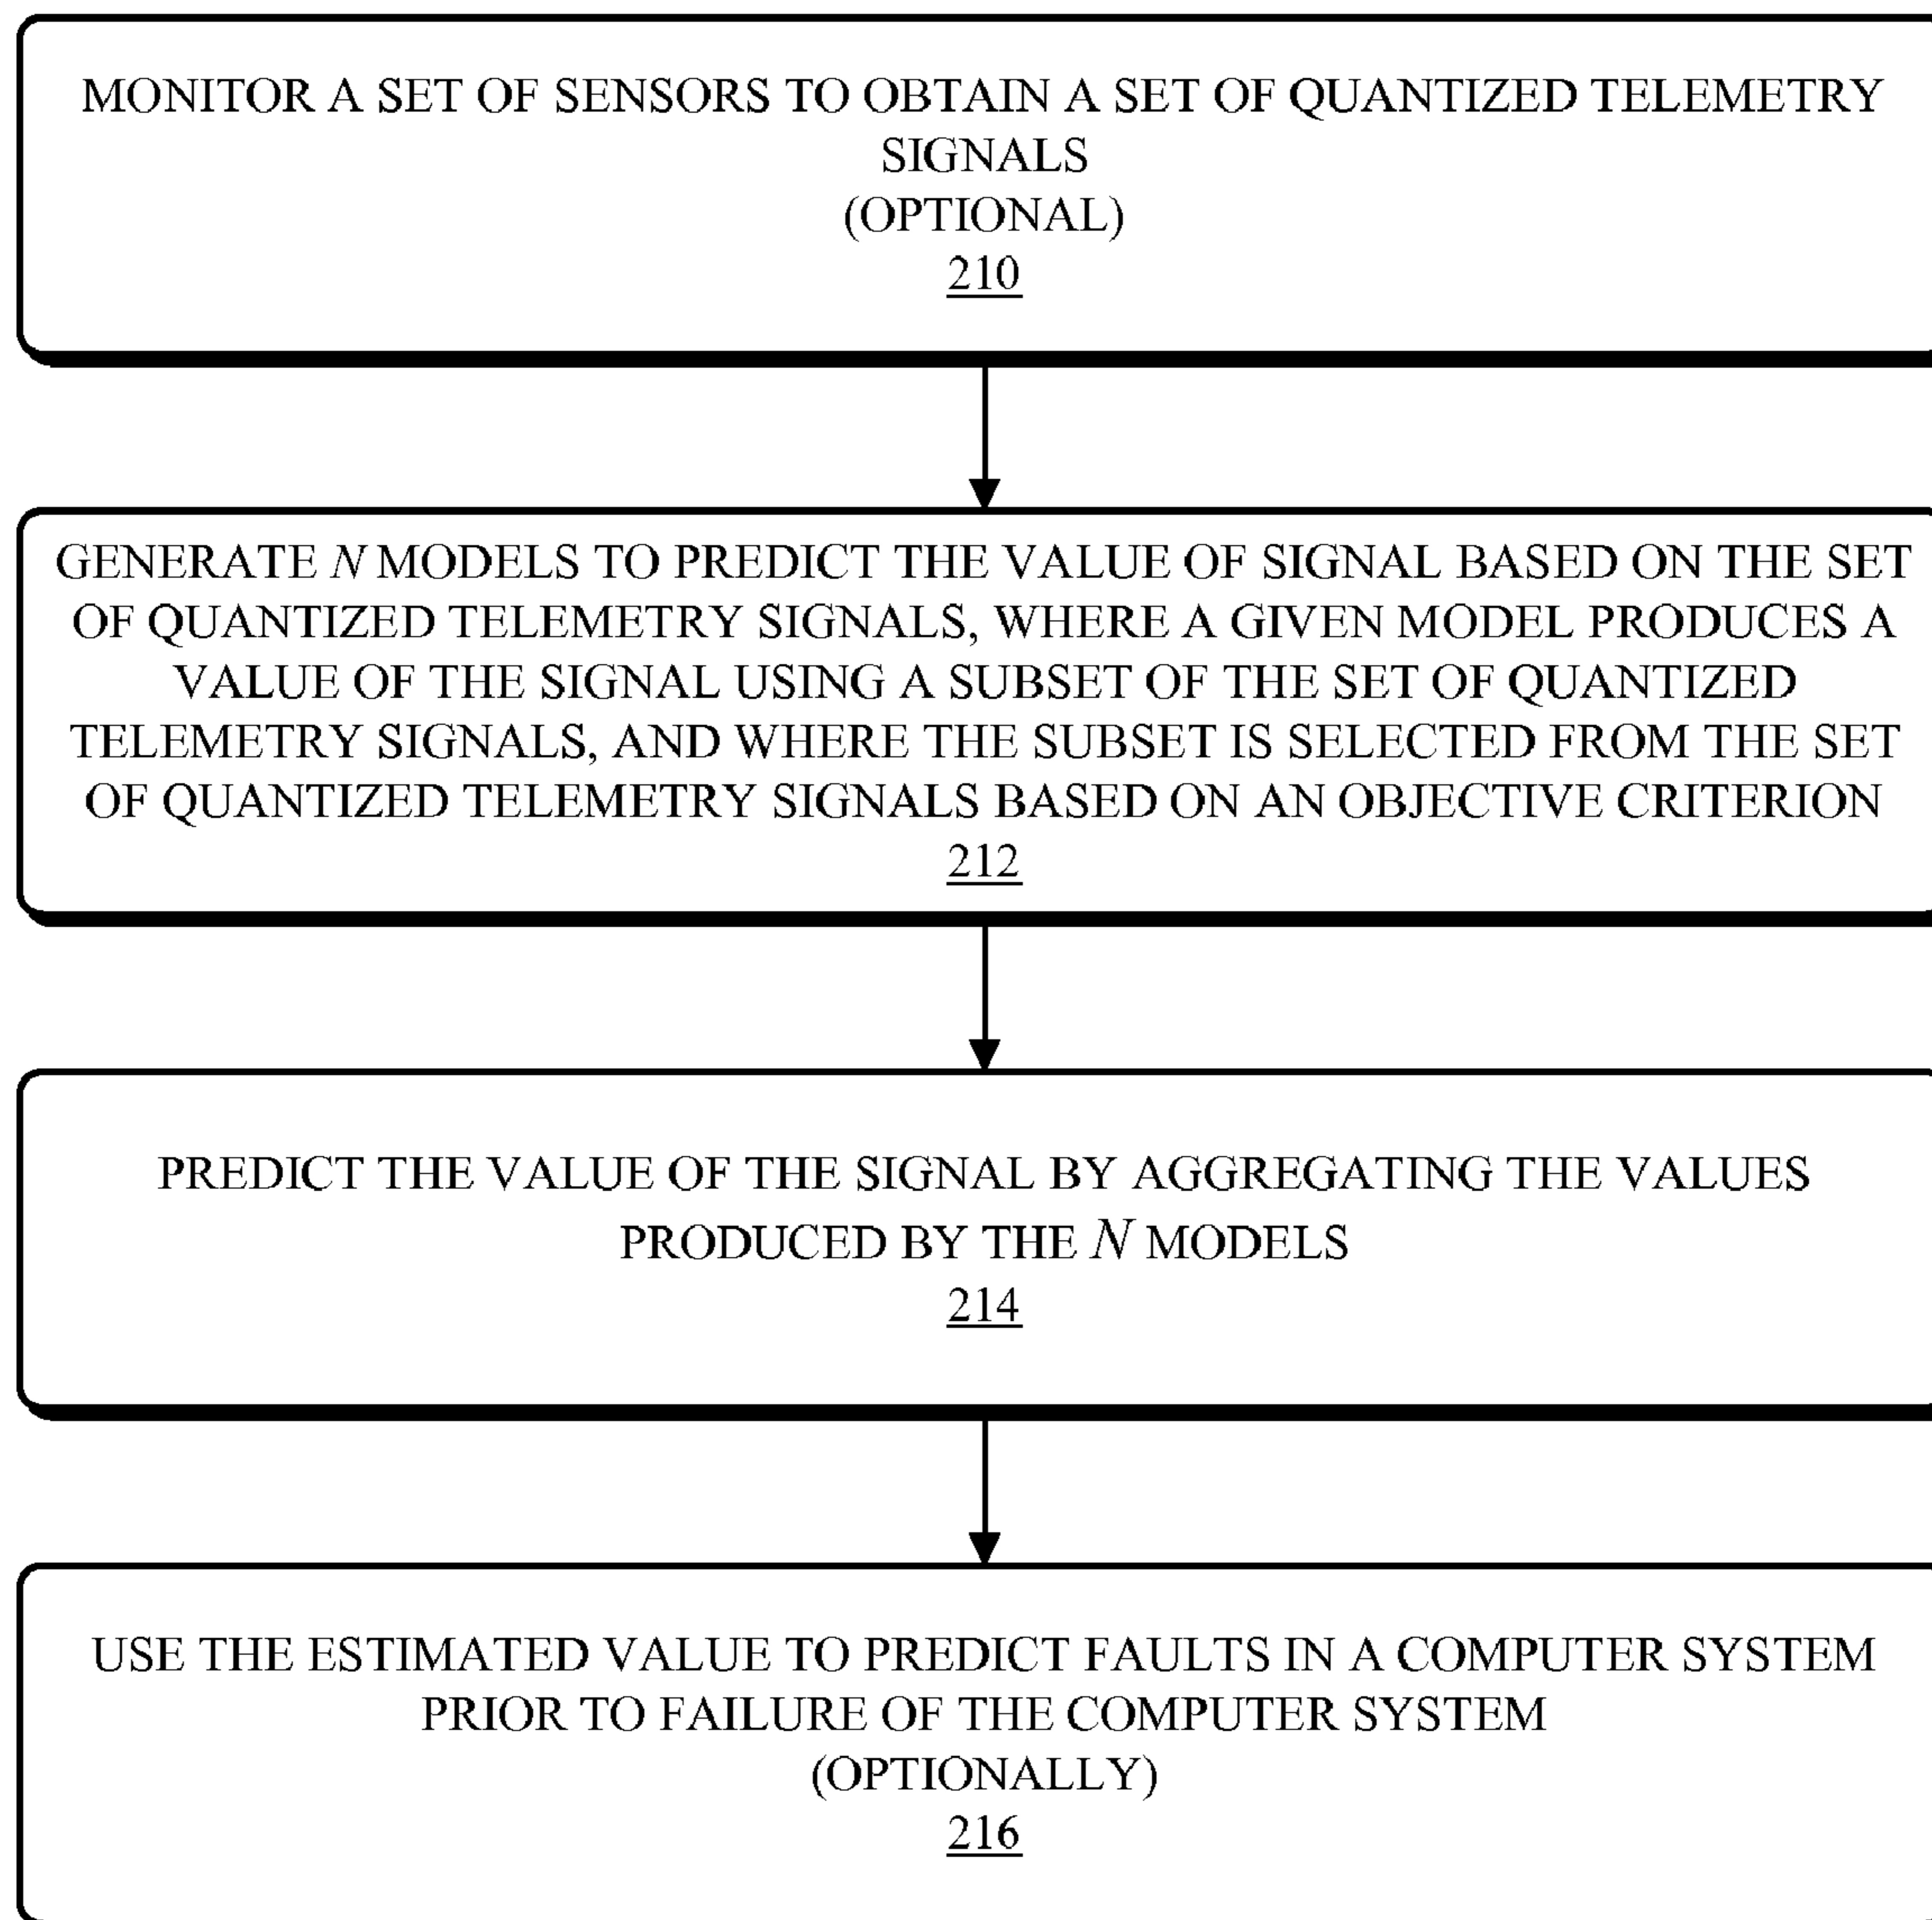 MONITOR A SET OF SENSORS TO OBTAIN A SET OF QUANTIZED TELEMETRY
SIGNALS
(OPTIONAL)
210
GENERATE N MODELS TO PREDICT THE VALUE OF SIGNAL BASED ON THE SET
OF QUANTIZED TELEMETRY SIGNALS, WHERE A GIVEN MODEL PRODUCES A
VALUE OF THE SIGNAL USING A SUBSET OF THE SET OF QUANTIZED
TELEMETRY SIGNALS, AND WHERE THE SUBSET IS SELECTED FROM THE SET
OF QUANTIZED TELEMETRY SIGNALS BASED ON AN OBJECTIVE CRITERION
212
PREDICT THE VALUE OF THE SIGNAL BY AGGREGATING THE VALUES
PRODUCED BY THE N MODELS
214
USE THE ESTIMATED VALUE TO PREDICT FAULTS IN A COMPUTER SYSTEM
PRIOR TO FAILURE OF THE COMPUTER SYSTEM
(OPTIONALLY)
216